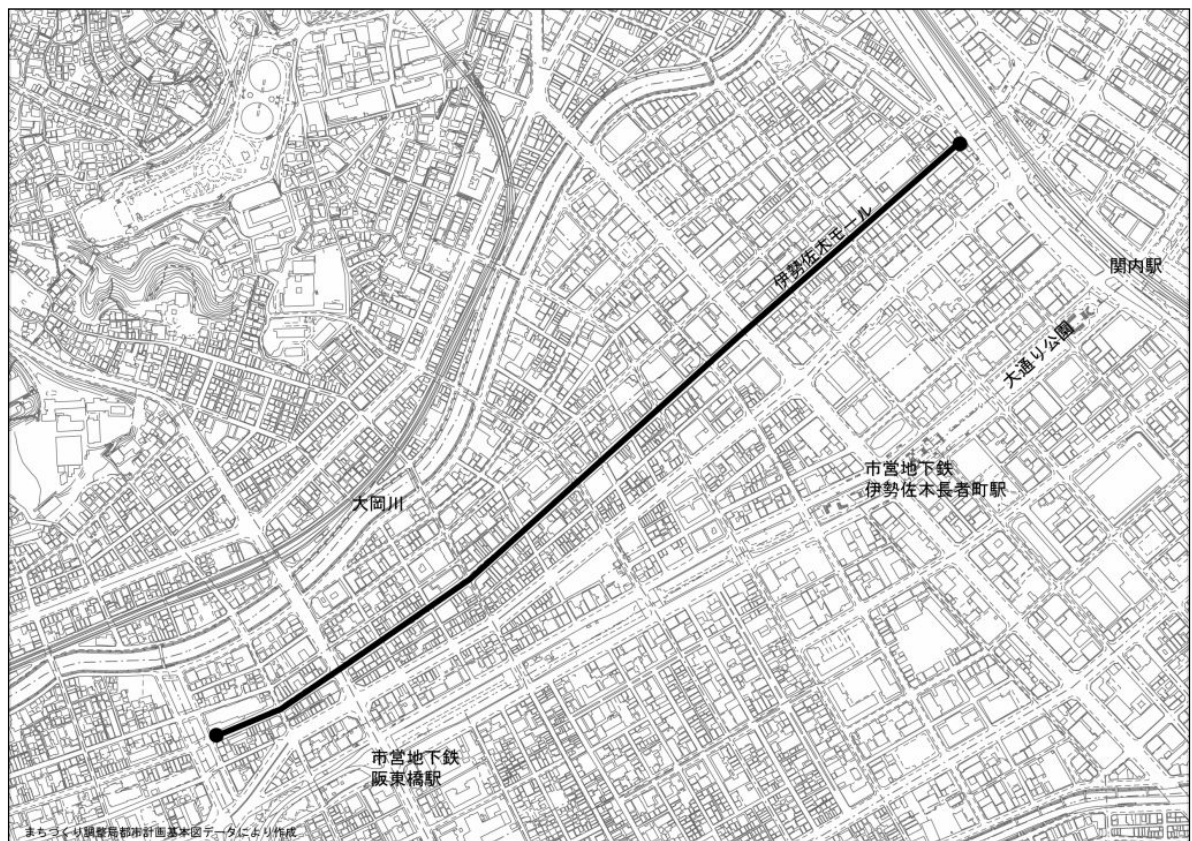 伊勢佐木モール
関内駅
大通り公園
市営地下鉄
伊勢佐木長者町駅
大岡川
市営地下鉄
阪東橋駅
まちづくり調整局都市計画基本図データにより作成